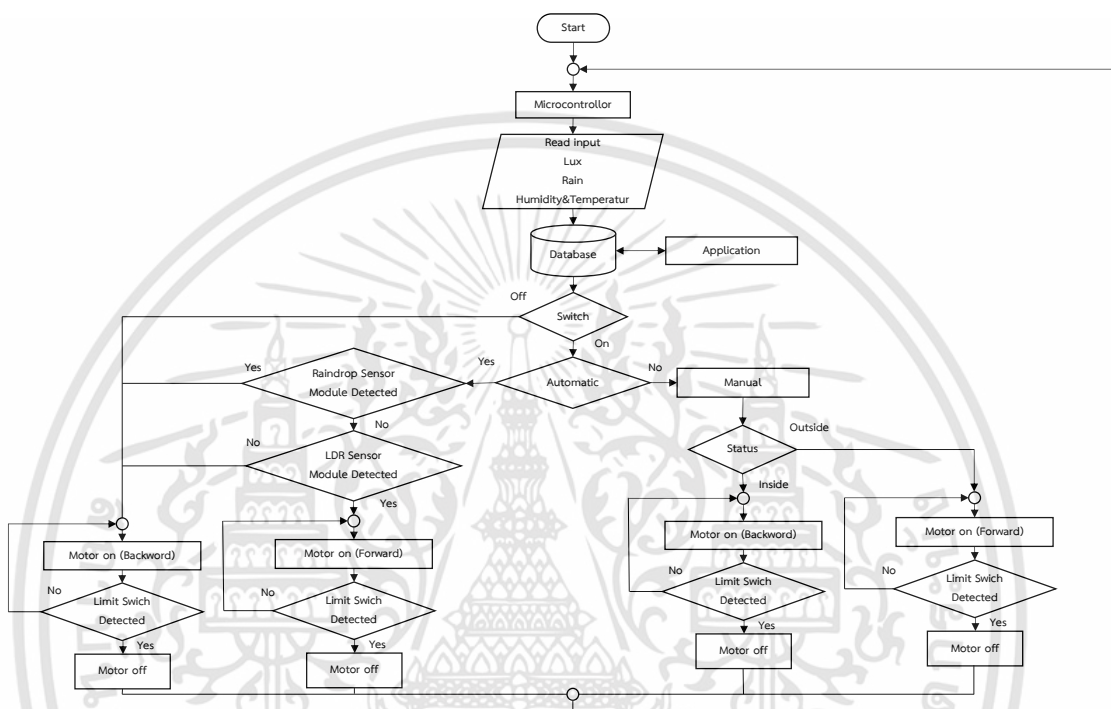 Start
Microcontrollor
Read input
Lux
Rain
Humidity&Temperatur
Database
Application
Off
Switch
On
Yes
Raindrop Sensor
Module Detected
Yes
Automatic
No
Manual
No
No
LDR Sensor
Module Detected
Yes
Status
Outside
Inside
Motor on (Backword)
Motor on (Forward)
Motor on (Backword)
Motor on (Forward)
No
Limit Swich
Detected
Yes
No
Limit Swich
Detected
Yes
No
Limit Swich
Detected
Yes
No
Limit Swich
Detected
Yes
Motor off
Motor off
Motor off
Motor off